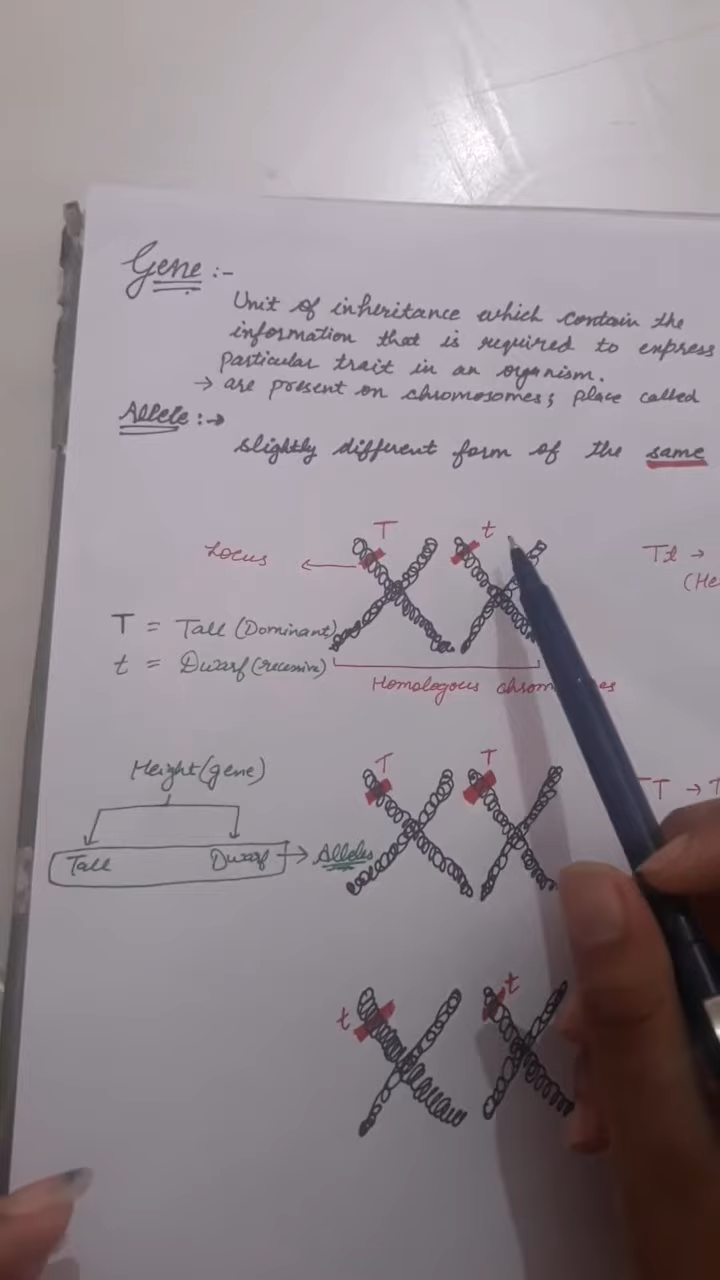 Gene :-
Unit of inheritance which contain the
information that is required to express
particular trait in an organism.
→ are present on chromosomes; place called
Allele :→
slightly different form of the same
T t
Locus ←
Tt →
(He
T = Tall (Dominant)
t = Dwarf (recessive)
Homologous
Height (gene)
T T
TT → T
Tall Dwarf → Alleles
t t